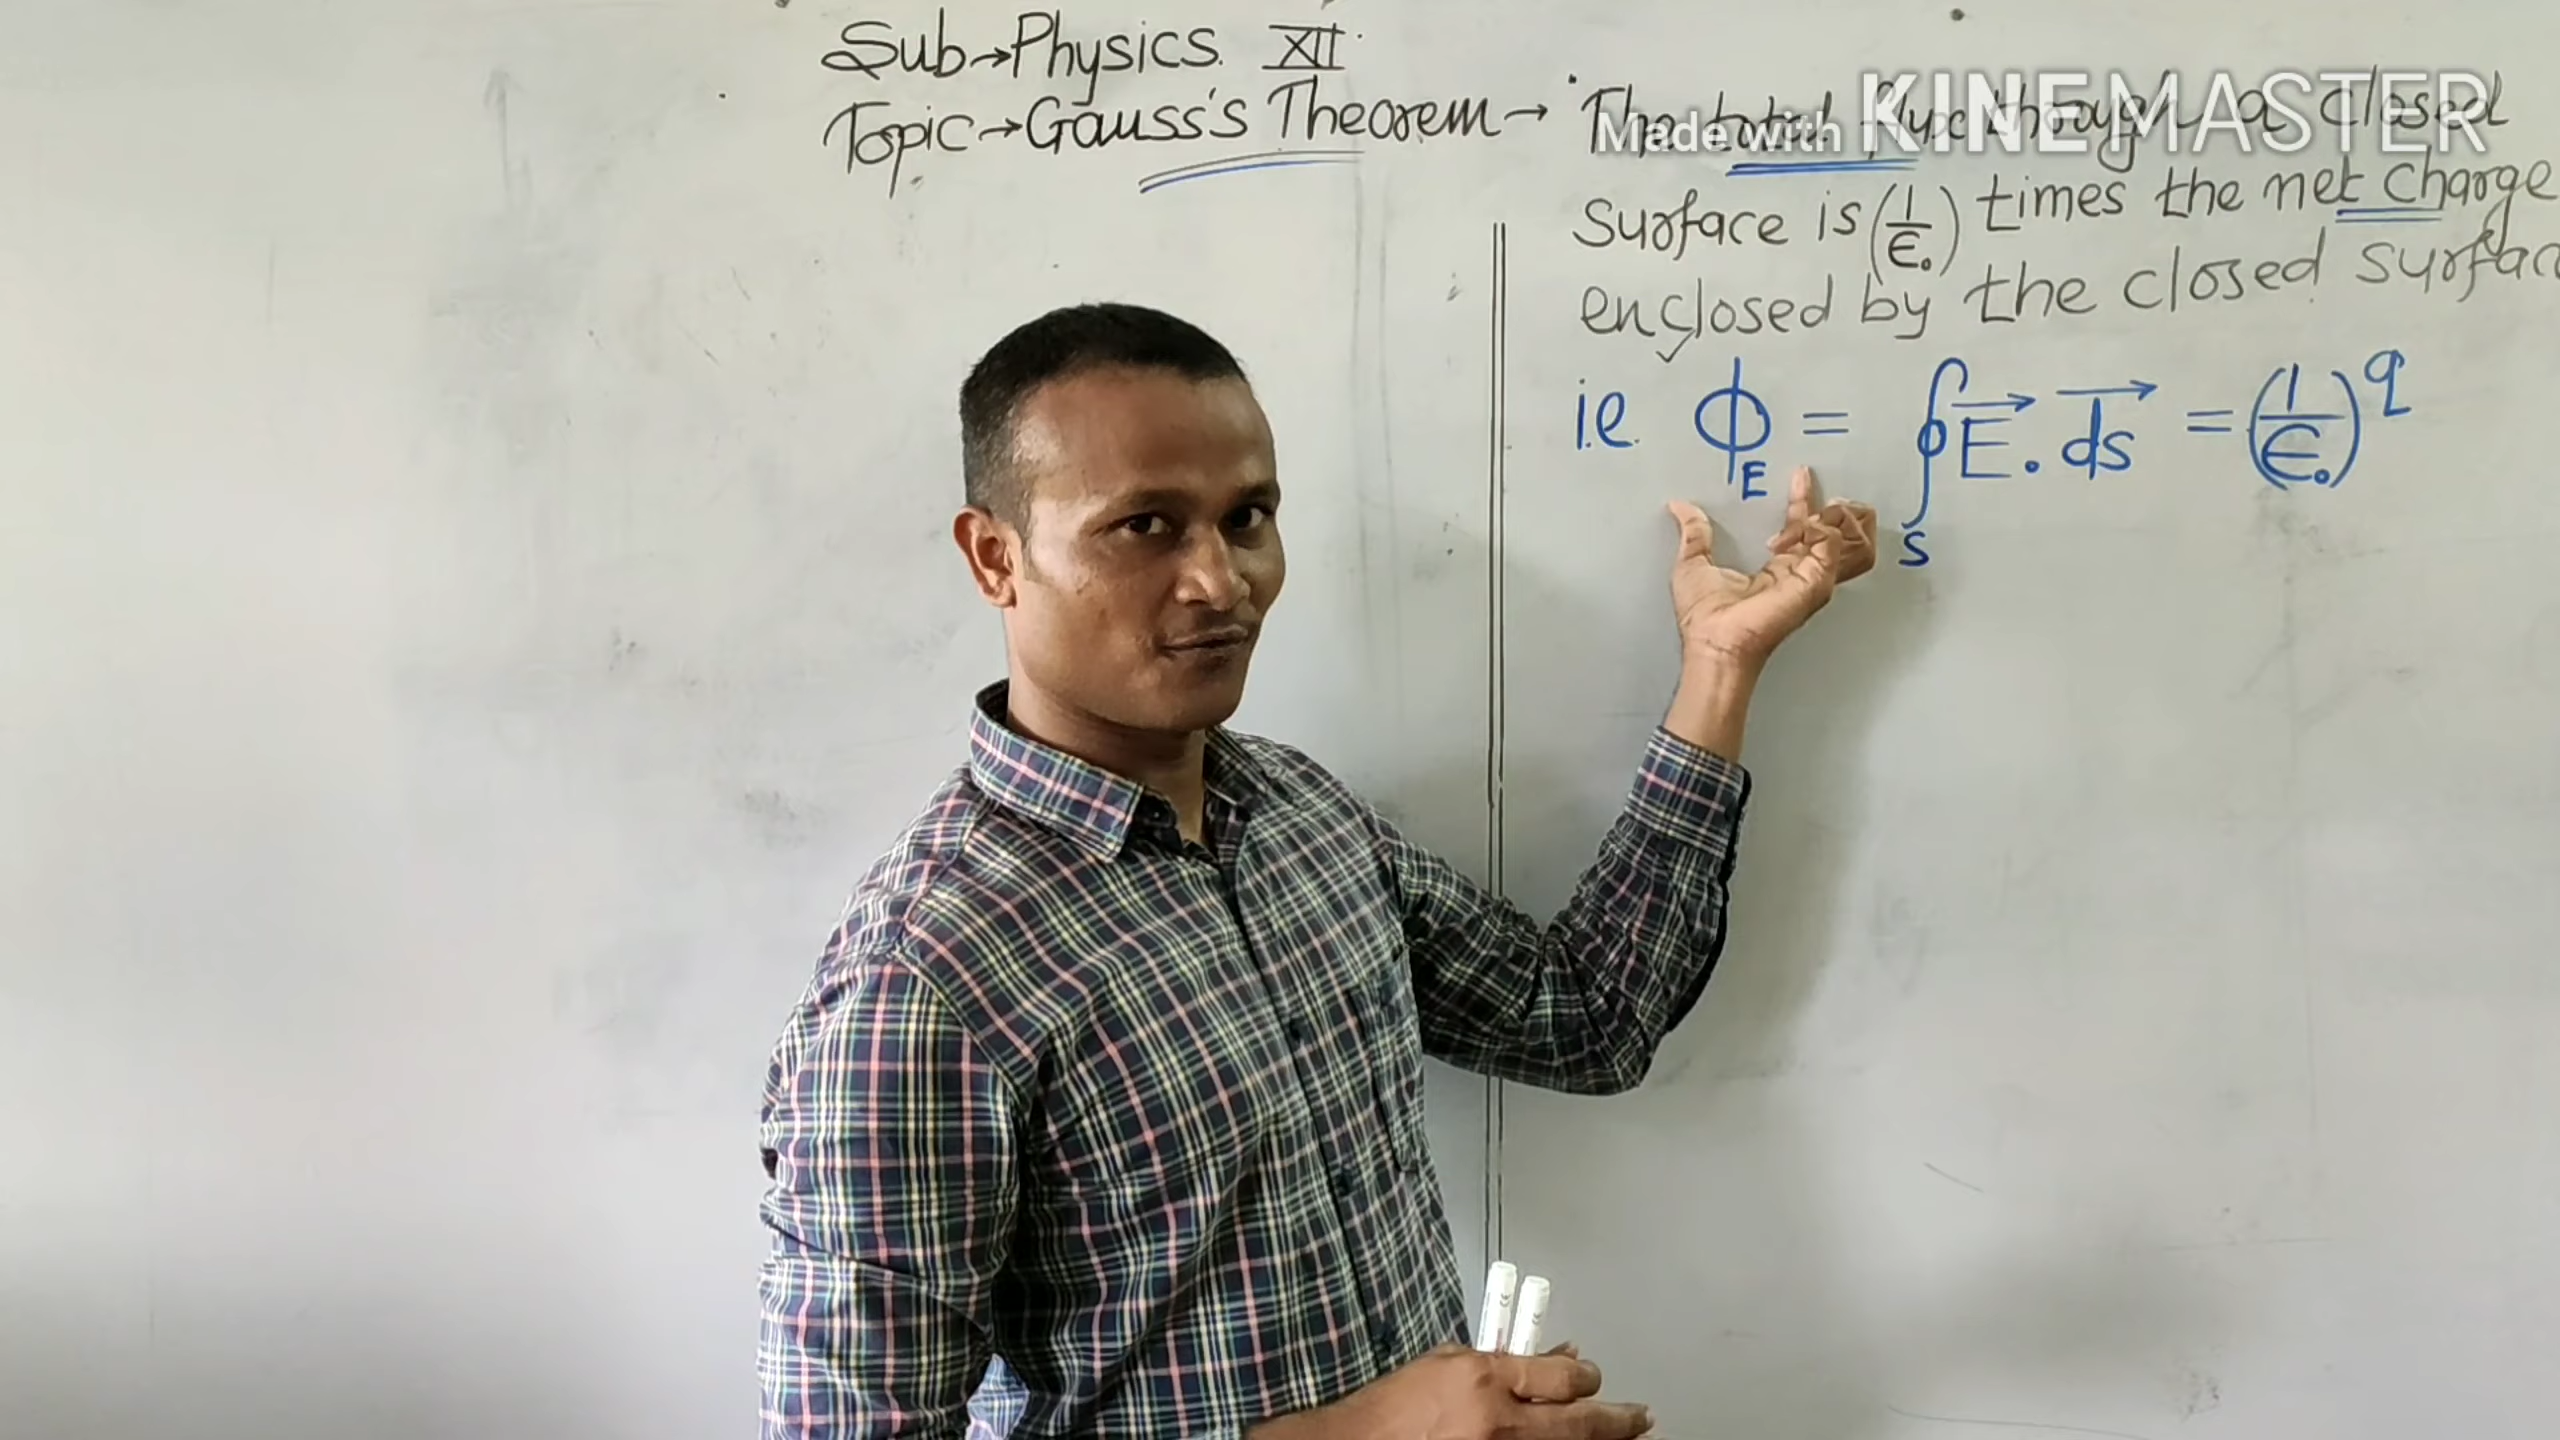 Sub→Physics. XII
Topic→Gauss's Theorem→ The total flux through a closed
Made with KINEMASTER
Surface is (1/ε₀) times the net charge
enclosed by the closed surfac
i.e. ϕ_E = ∮_S E⃗ . d⃗s = (1/ε₀) q